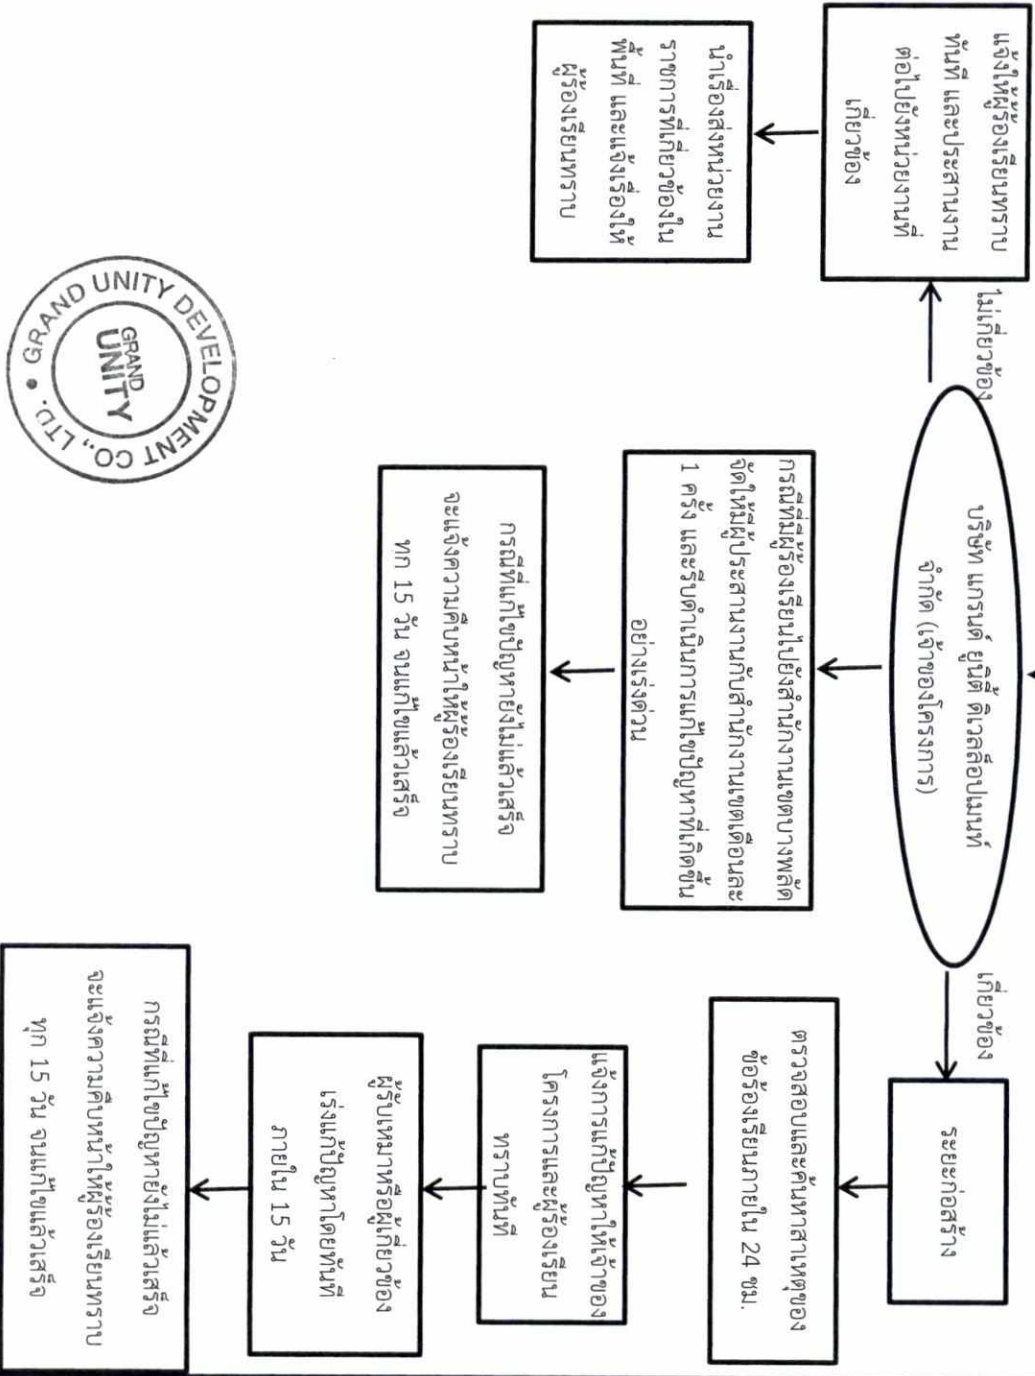 บริษัท แกรนด์ ยูนิตี้ ดิเวลล็อปเมนท์
จำกัด (เจ้าของโครงการ)
ไม่เกี่ยวข้อง
แจ้งให้ผู้ร้องเรียนทราบ
ทันที และประสานงาน
ต่อไปยังหน่วยงานที่
เกี่ยวข้อง
นำเรื่องส่งหน่วยงาน
ราชการที่เกี่ยวข้องใน
พื้นที่ และแจ้งเรื่องให้
ผู้ร้องเรียนทราบ
กรณีที่มีผู้ร้องเรียนไปยังสำนักงานเขตบางพลัด
จัดให้มีผู้ประสานงานกับสำนักงานเขตเดือนละ
1 ครั้ง และรีบดำเนินการแก้ไขปัญหาที่เกิดขึ้น
อย่างเร่งด่วน
กรณีที่แก้ไขปัญหายังไม่แล้วเสร็จ
จะแจ้งความคืบหน้าให้ผู้ร้องเรียนทราบ
ทุก 15 วัน จนแก้ไขแล้วเสร็จ
เกี่ยวข้อง
ระยะก่อสร้าง
ตรวจสอบและค้นหาสาเหตุของ
ข้อร้องเรียนภายใน 24 ชม.
แจ้งการแก้ปัญหาให้เจ้าของ
โครงการและผู้ร้องเรียน
ทราบทันที
ผู้รับเหมาหรือผู้เกี่ยวข้อง
เร่งแก้ปัญหาโดยทันที
ภายใน 15 วัน
กรณีที่แก้ไขปัญหายังไม่แล้วเสร็จ
จะแจ้งความคืบหน้าให้ผู้ร้องเรียนทราบ
ทุก 15 วัน จนแก้ไขแล้วเสร็จ
GRAND UNITY DEVELOPMENT CO., LTD.
GRAND
UNITY